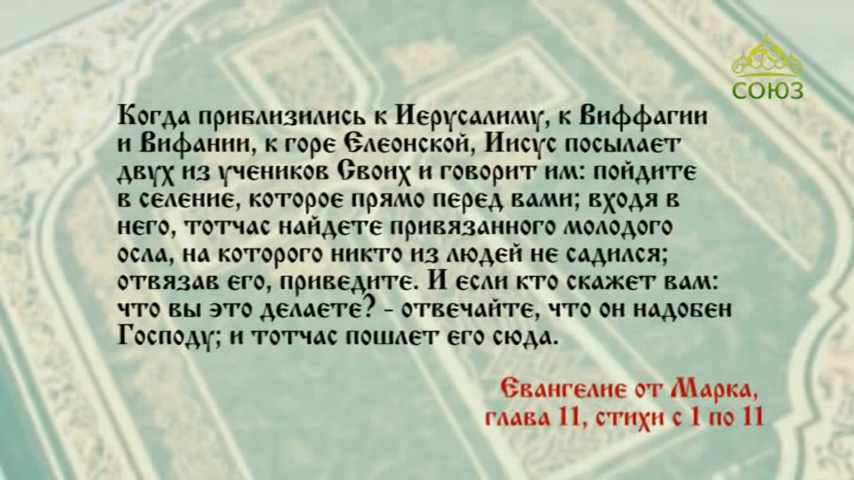 СОЮЗ
Когда приблизились к Иерусалиму, к Виффагии
и Вифании, к горе Елеонской, Иисус посылает
двух из учеников Своих и говорит им: пойдите
в селение, которое прямо перед вами; входя в
него, тотчас найдете привязанного молодого
осла, на которого никто из людей не садился;
отвязав его, приведите. И если кто скажет вам:
что вы это делаете? - отвечайте, что он надобен
Господу; и тотчас пошлет его сюда.
Евангелие от Марка,
глава 11, стихи с 1 по 11